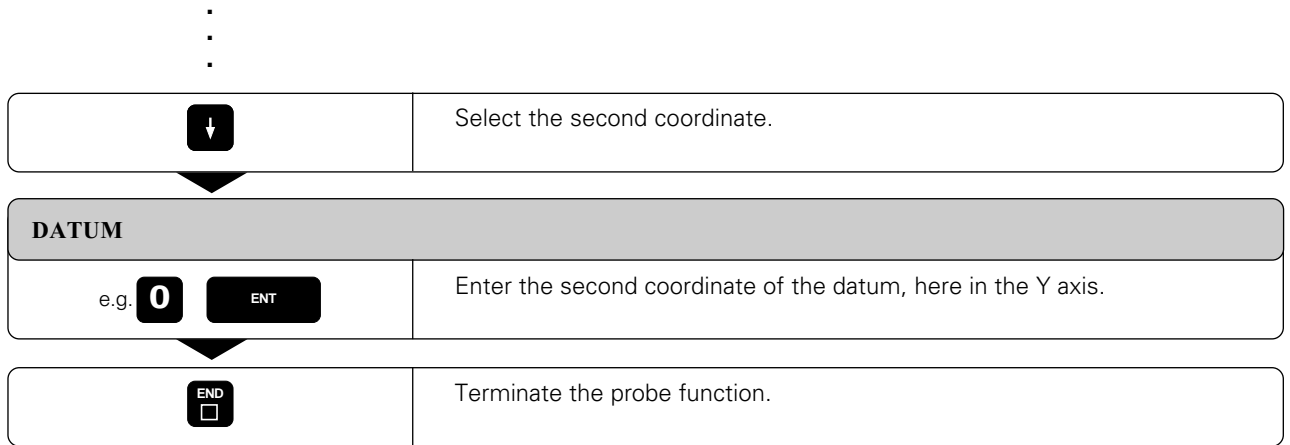 .
.
.
Select the second coordinate.
DATUM
e.g. 0 ENT Enter the second coordinate of the datum, here in the Y axis.
END Terminate the probe function.